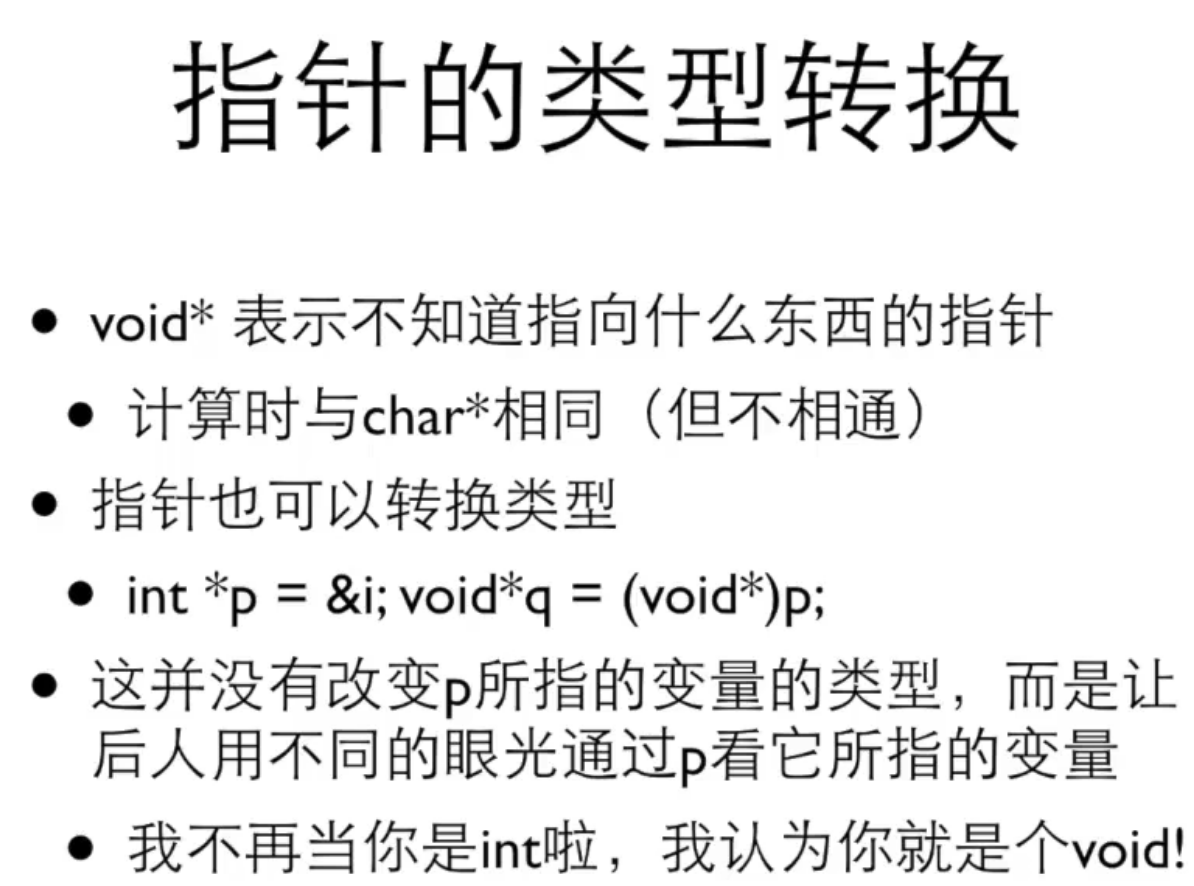 指针的类型转换
• void* 表示不知道指向什么东西的指针
• 计算时与char*相同（但不相通）
• 指针也可以转换类型
• int *p = &i; void*q = (void*)p;
• 这并没有改变p所指的变量的类型，而是让
后人用不同的眼光通过p看它所指的变量
• 我不再当你是int啦，我认为你就是个void!